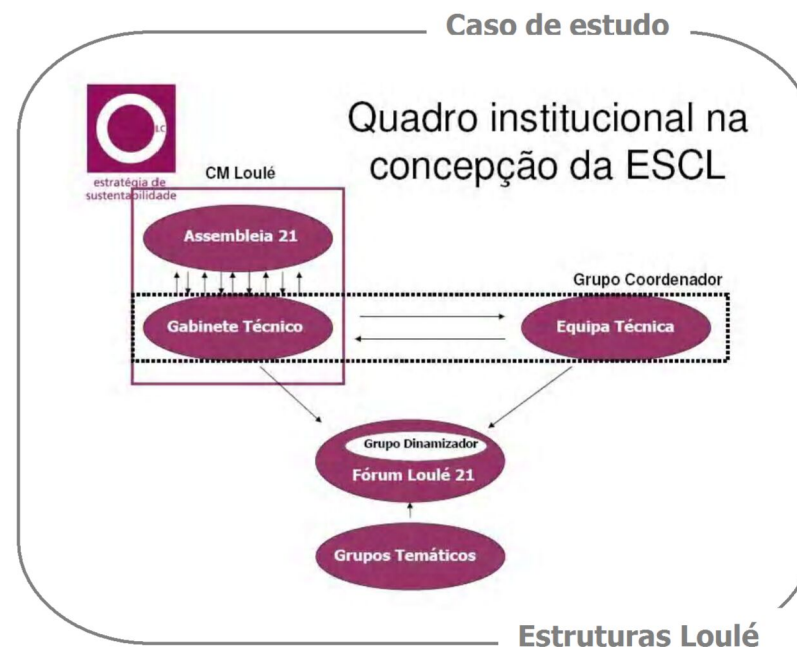 Caso de estudo
Quadro institucional na
concepção da ESCL
LC
estratégia de
sustentabilidade
CM Loulé
Assembleia 21
Grupo Coordenador
Gabinete Técnico
Equipa Técnica
Grupo Dinamizador
Fórum Loulé 21
Grupos Temáticos
Estruturas Loulé